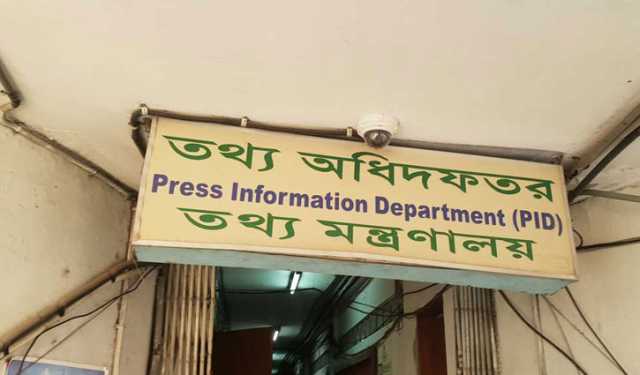 তথ্য অধিদফতর
Press Information Department (PID)
তথ্য মন্ত্রণালয়